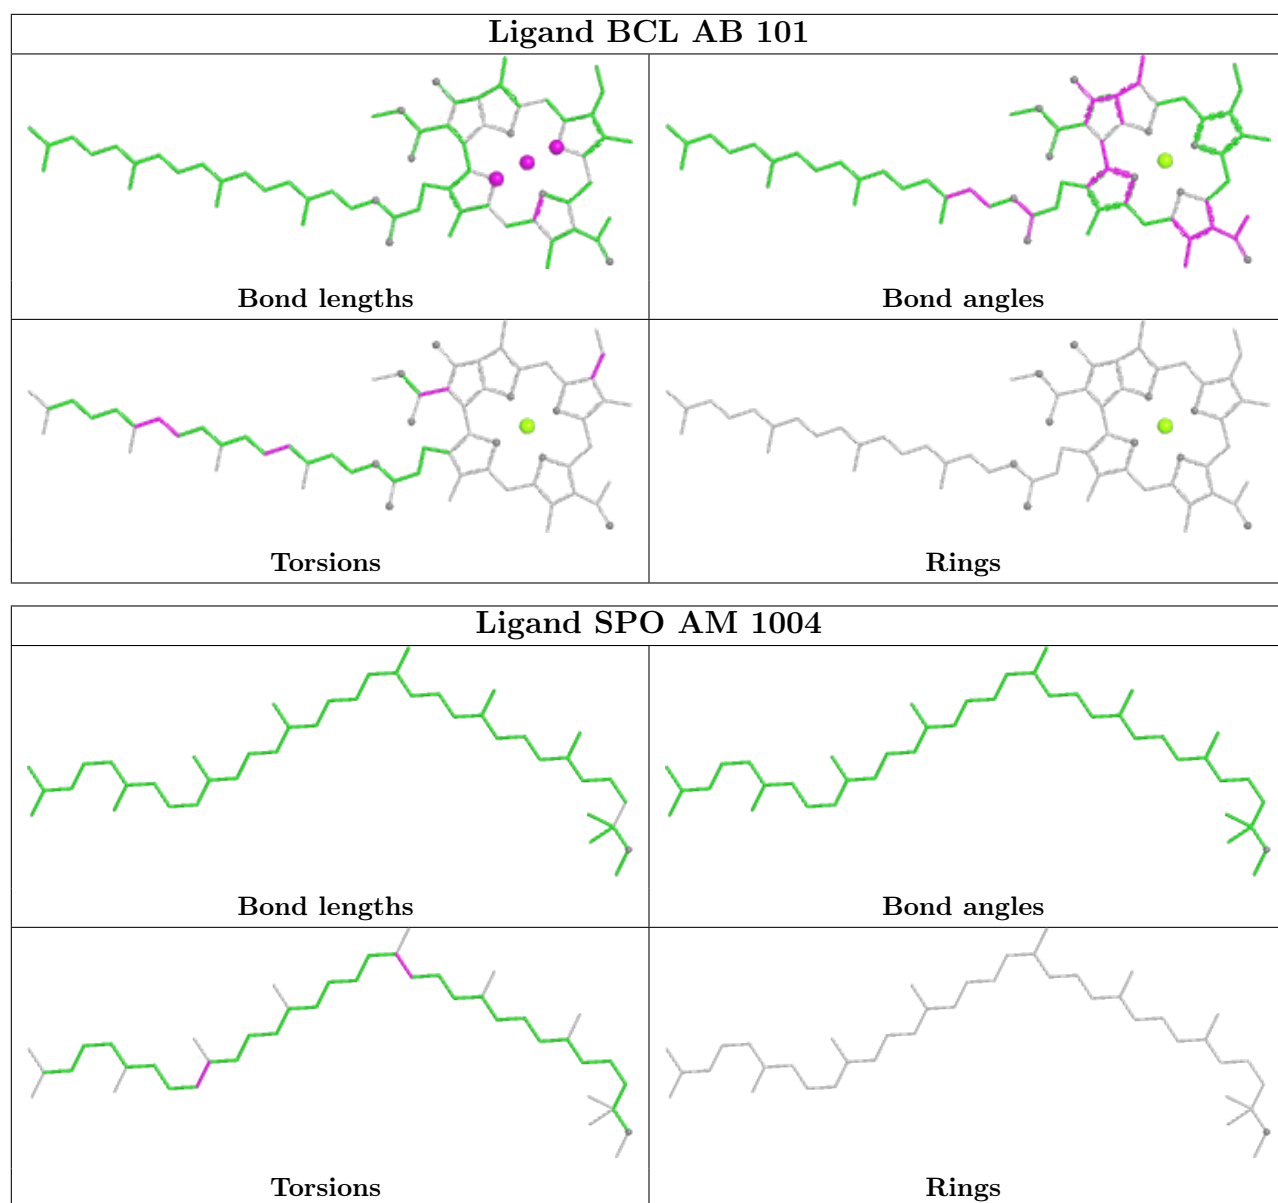 Ligand BCL AB 101
Bond lengths
Bond angles
Torsions
Rings
Ligand SPO AM 1004
Bond lengths
Bond angles
Torsions
Rings